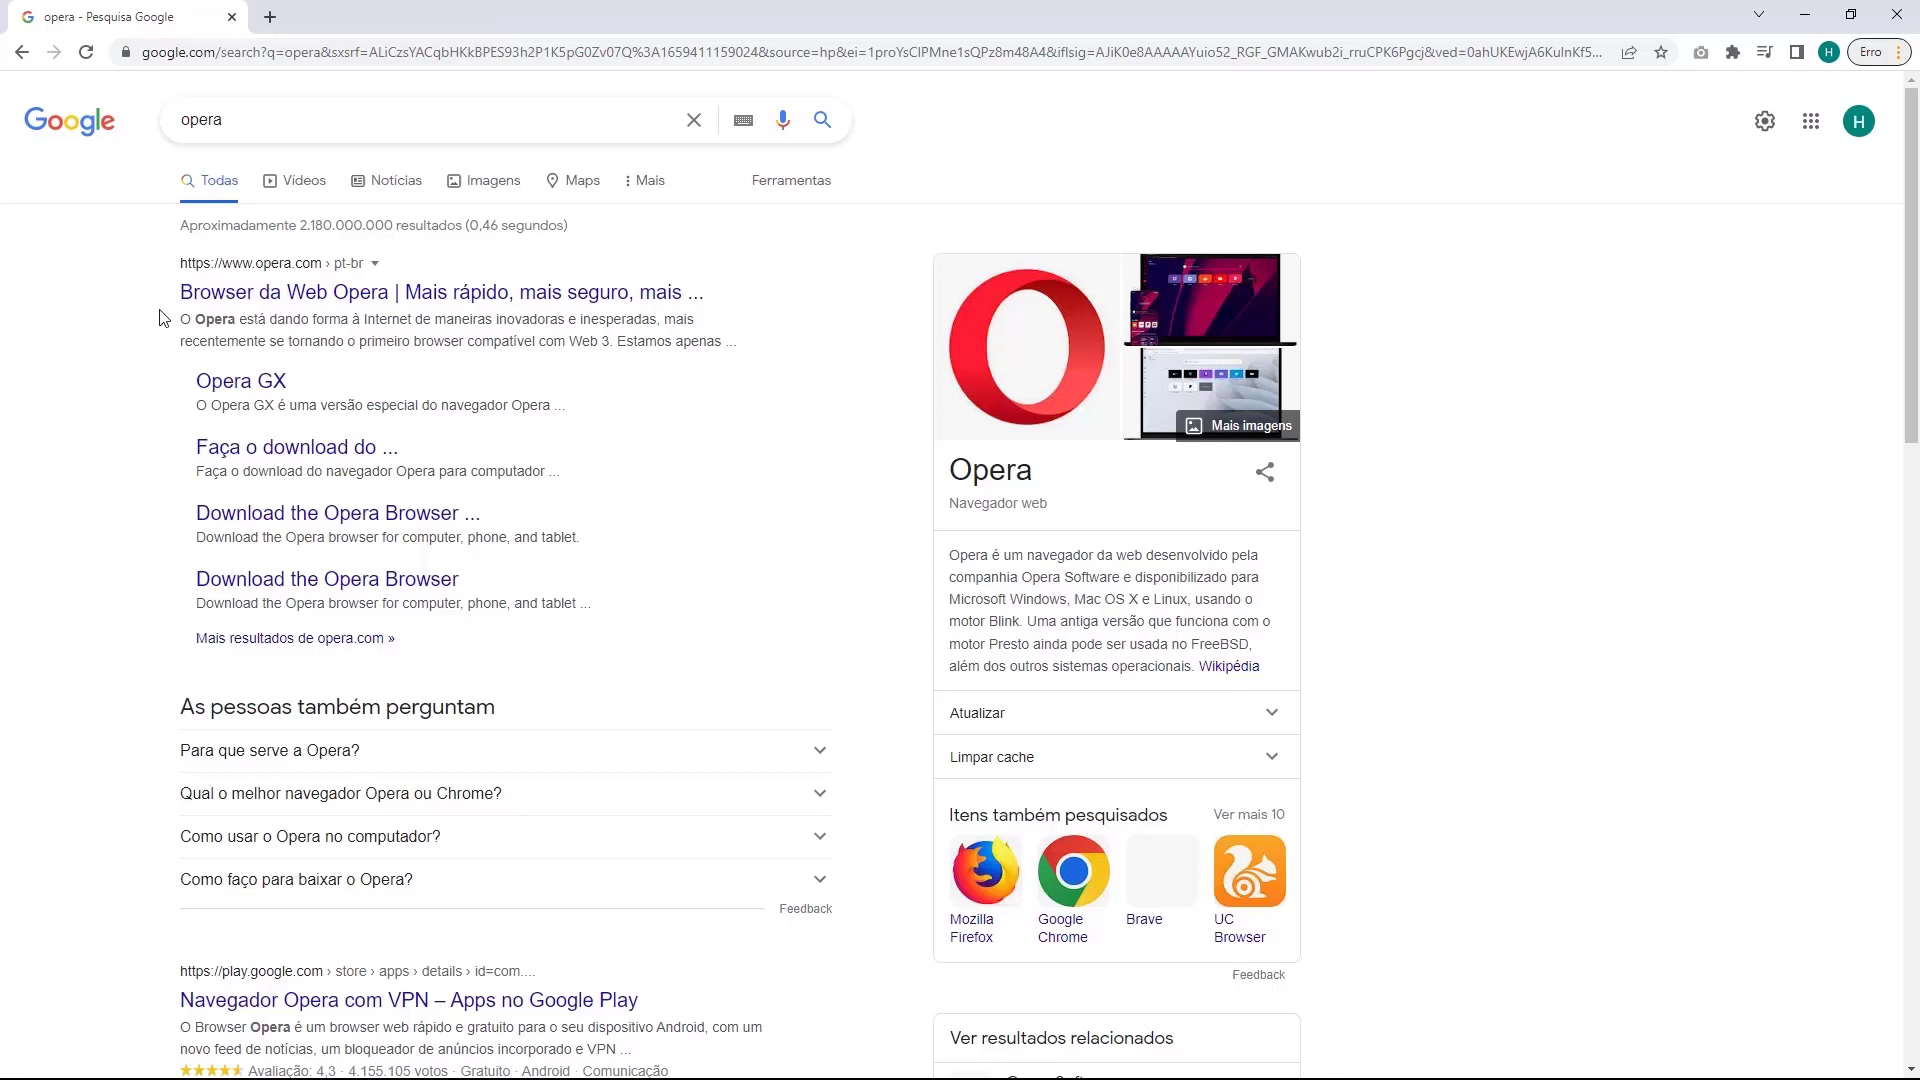 opera - Pesquisa Google
google.com/search?q=opera&sxsrf=ALiCzsYACqbHKkBPES93h2P1K5pG0Zv07Q%3A1659411159024&source=hp&ei=1proYsClPMne1sQPz8m48A4&iflsig=AJiK0e8AAAAAYuio52_RGF_GMAKwub2i_rruCPK6Pgcj&ved=0ahUKEwjA6KulnKf5...
H
Erro
Google
opera
H
Todas
Vídeos
Notícias
Imagens
Maps
Mais
Ferramentas
Aproximadamente 2.180.000.000 resultados (0,46 segundos)
https://www.opera.com › pt-br
Browser da Web Opera | Mais rápido, mais seguro, mais ...
O Opera está dando forma à Internet de maneiras inovadoras e inesperadas, mais
recentemente se tornando o primeiro browser compatível com Web 3. Estamos apenas ...
Opera GX
O Opera GX é uma versão especial do navegador Opera ...
Faça o download do ...
Faça o download do navegador Opera para computador ...
Download the Opera Browser ...
Download the Opera browser for computer, phone, and tablet.
Download the Opera Browser
Download the Opera browser for computer, phone, and tablet ...
Mais resultados de opera.com »
As pessoas também perguntam
Para que serve a Opera?
Qual o melhor navegador Opera ou Chrome?
Como usar o Opera no computador?
Como faço para baixar o Opera?
Feedback
https://play.google.com › store › apps › details › id=com....
Navegador Opera com VPN – Apps no Google Play
O Browser Opera é um browser web rápido e gratuito para o seu dispositivo Android, com um
novo feed de notícias, um bloqueador de anúncios incorporado e VPN ...
Avaliação: 4,3 · 4.155.105 votos · Gratuito · Android · Comunicação
Mais imagens
Opera
Navegador web
Opera é um navegador da web desenvolvido pela
companhia Opera Software e disponibilizado para
Microsoft Windows, Mac OS X e Linux, usando o
motor Blink. Uma antiga versão que funciona com o
motor Presto ainda pode ser usada no FreeBSD,
além dos outros sistemas operacionais. Wikipédia
Atualizar
Limpar cache
Itens também pesquisados
Ver mais 10
Mozilla
Firefox
Google
Chrome
Brave
UC
Browser
Feedback
Ver resultados relacionados